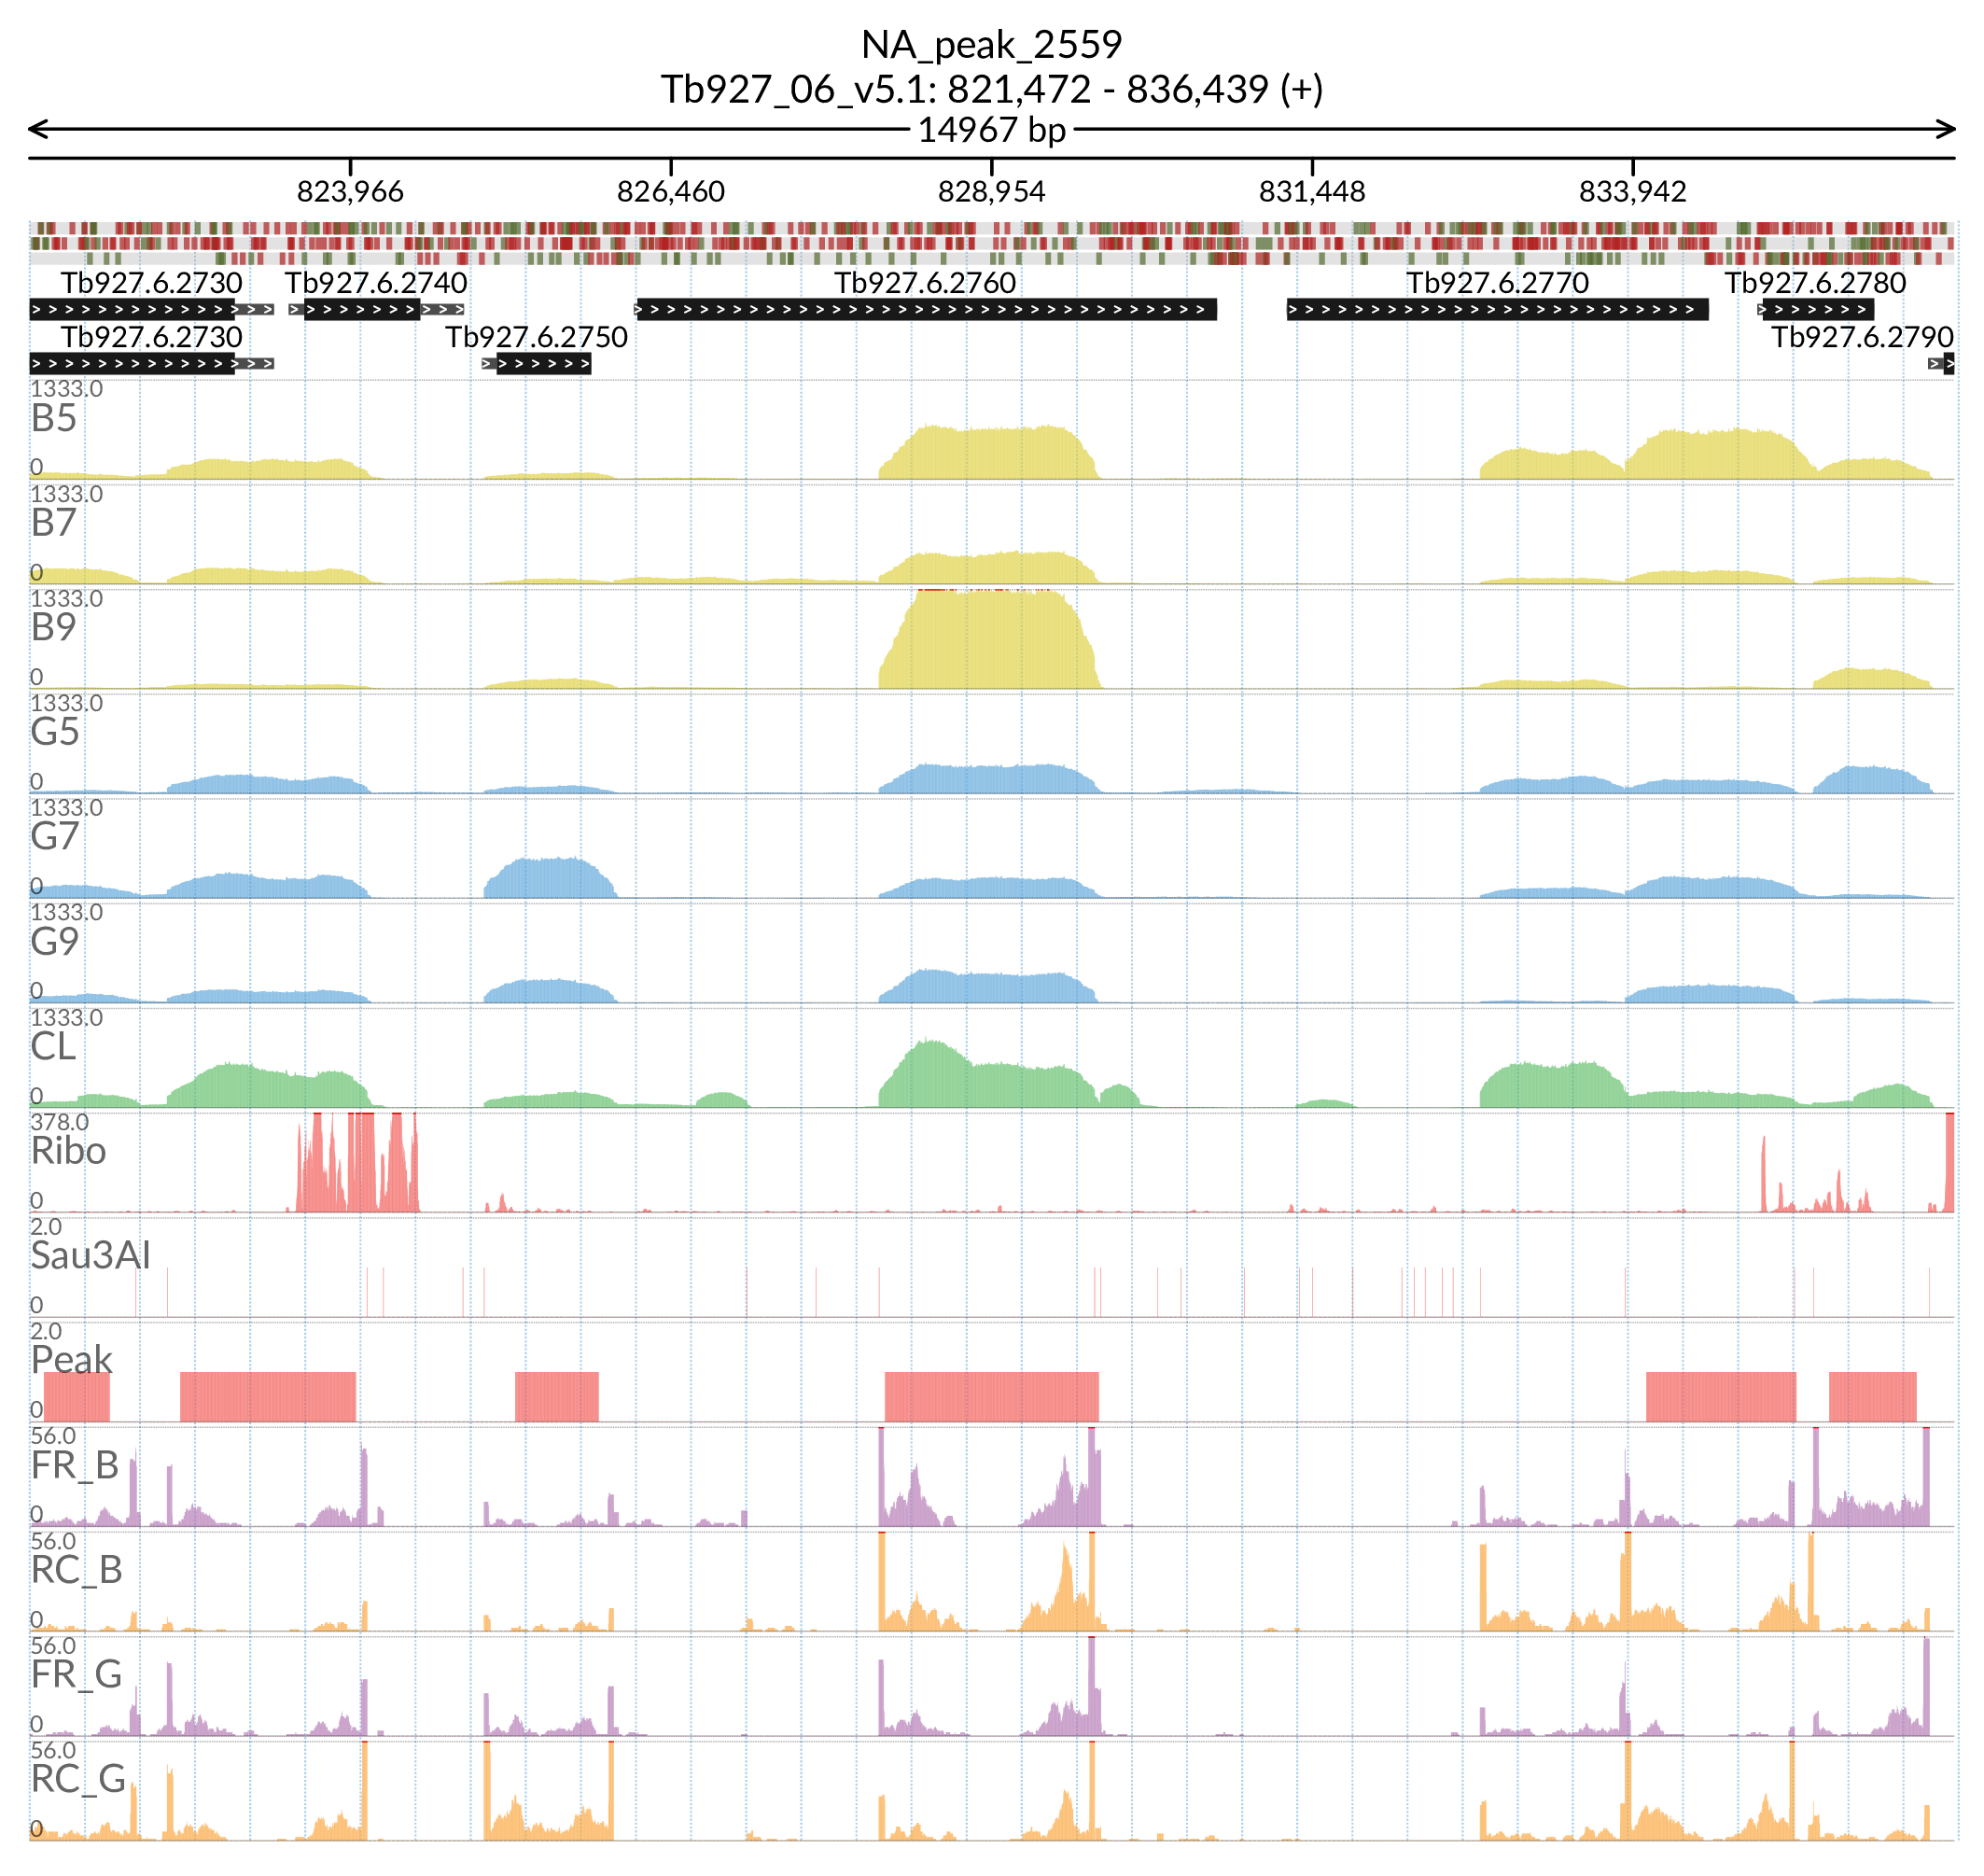 NA_peak_2559
Tb927_06_v5.1: 821,472 - 836,439 (+)
14967 bp
823,966 826,460 828,954 831,448 833,942
Tb927.6.2730 Tb927.6.2740 Tb927.6.2760 Tb927.6.2770 Tb927.6.2780
Tb927.6.2730 Tb927.6.2750 Tb927.6.2790
1333.0
B5
0
1333.0
B7
0
1333.0
B9
0
1333.0
G5
0
1333.0
G7
0
1333.0
G9
0
1333.0
CL
0
378.0
Ribo
0
2.0
Sau3AI
0
2.0
Peak
0
56.0
FR_B
0
56.0
RC_B
0
56.0
FR_G
0
56.0
RC_G
0